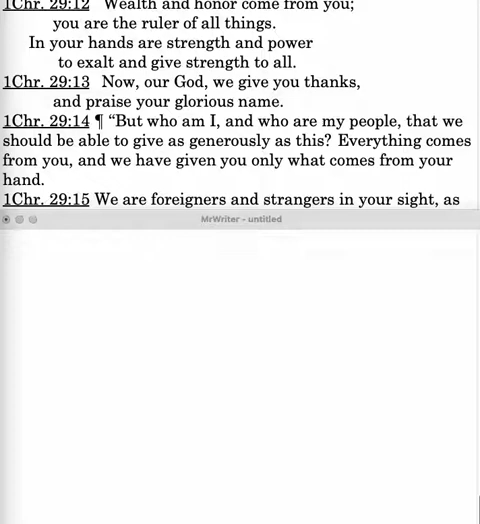 1Chr. 29:12 Wealth and honor come from you;
you are the ruler of all things.
In your hands are strength and power
to exalt and give strength to all.
1Chr. 29:13 Now, our God, we give you thanks,
and praise your glorious name.
1Chr. 29:14 ¶ “But who am I, and who are my people, that we
should be able to give as generously as this? Everything comes
from you, and we have given you only what comes from your
hand.
1Chr. 29:15 We are foreigners and strangers in your sight, as
MrWriter - untitled